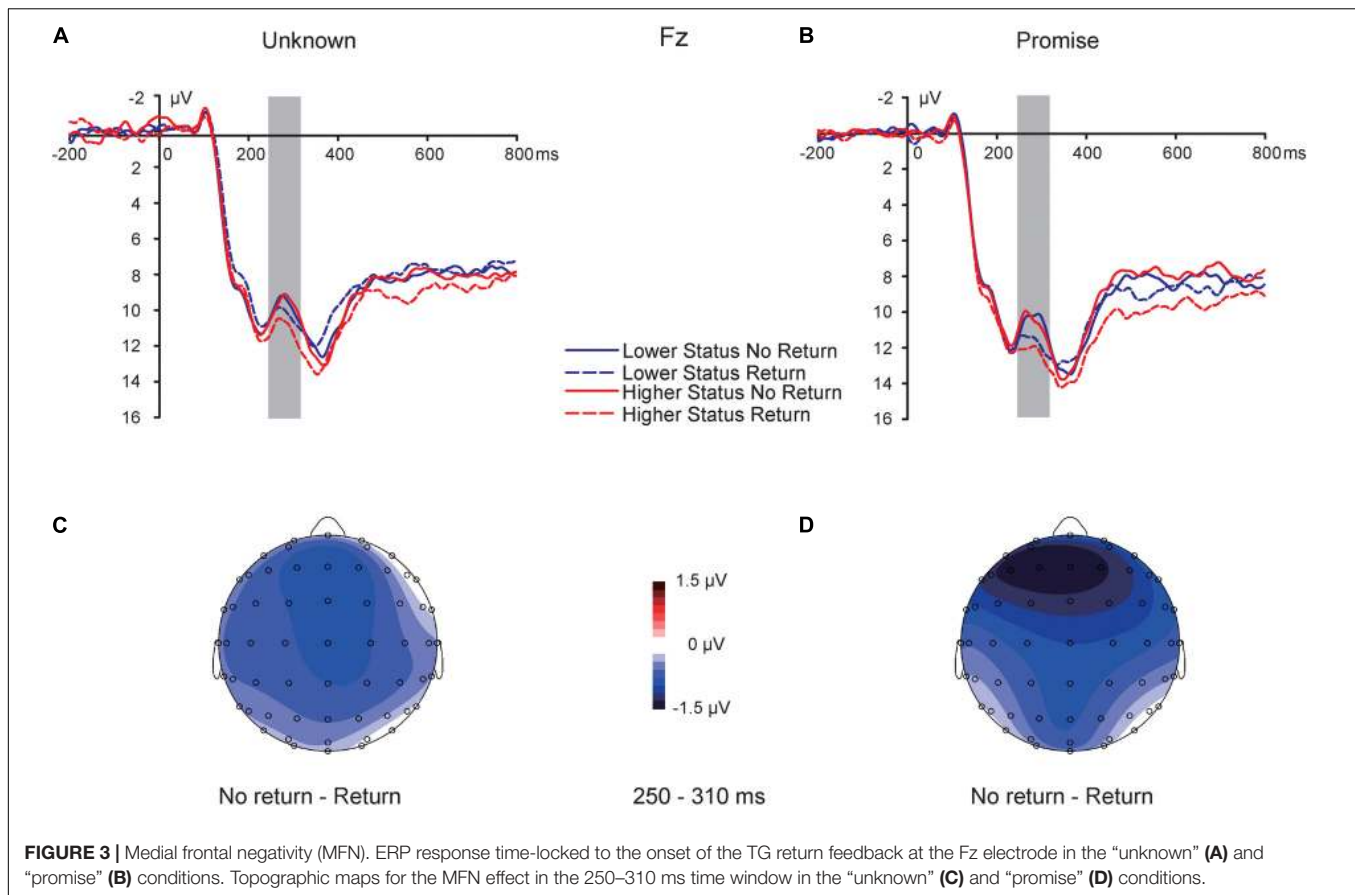 A
Unknown
Fz
B
Promise
-2
µV
-200
0
200
400
600
800 ms
2
4
6
8
10
12
14
16
-2
µV
-200
0
200
400
600
800 ms
2
4
6
8
10
12
14
16
Lower Status No Return
Lower Status Return
Higher Status No Return
Higher Status Return
C
D
1.5 µV
0 µV
-1.5 µV
No return - Return
250 - 310 ms
No return - Return
FIGURE 3 | Medial frontal negativity (MFN). ERP response time-locked to the onset of the TG return feedback at the Fz electrode in the “unknown” (A) and
“promise” (B) conditions. Topographic maps for the MFN effect in the 250–310 ms time window in the “unknown” (C) and “promise” (D) conditions.